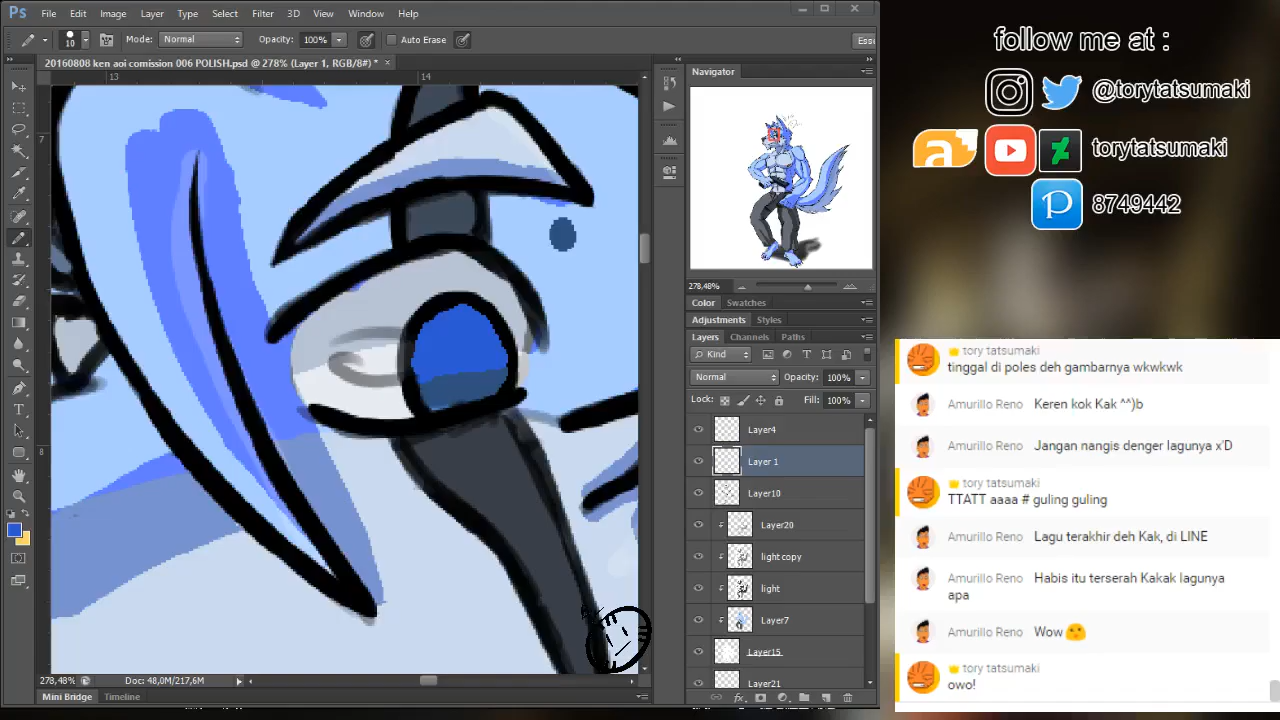 Ps File Edit Image Layer Type Select Filter 3D View Window Help
10 Mode: Normal Opacity: 100% Auto Erase
20160808 ken aoi comission 006 POLISH.psd @ 278% (Layer 1, RGB/8#) * ×
13 14
7
8
278,48% Doc: 48,0M/217,6M
Mini Bridge Timeline
Navigator
278,48%
Color Swatches
Adjustments Styles
Layers Channels Paths
Kind
Normal Opacity: 100%
Lock: Fill: 100%
Layer4
Layer 1
Layer10
Layer20
light copy
light
Layer7
Layer15
Layer21
follow me at :
@torytatsumaki
torytatsumaki
8749442
tory tatsumaki
tinggal di poles deh gambarnya wkwkwk
Amurillo Reno Keren kok Kak ^^)b
Amurillo Reno Jangan nangis denger lagunya x'D
tory tatsumaki
TTATT aaaa # guling guling
Amurillo Reno Lagu terakhir deh Kak, di LINE
Amurillo Reno Habis itu terserah Kakak lagunya
apa
Amurillo Reno Wow
tory tatsumaki
owo!